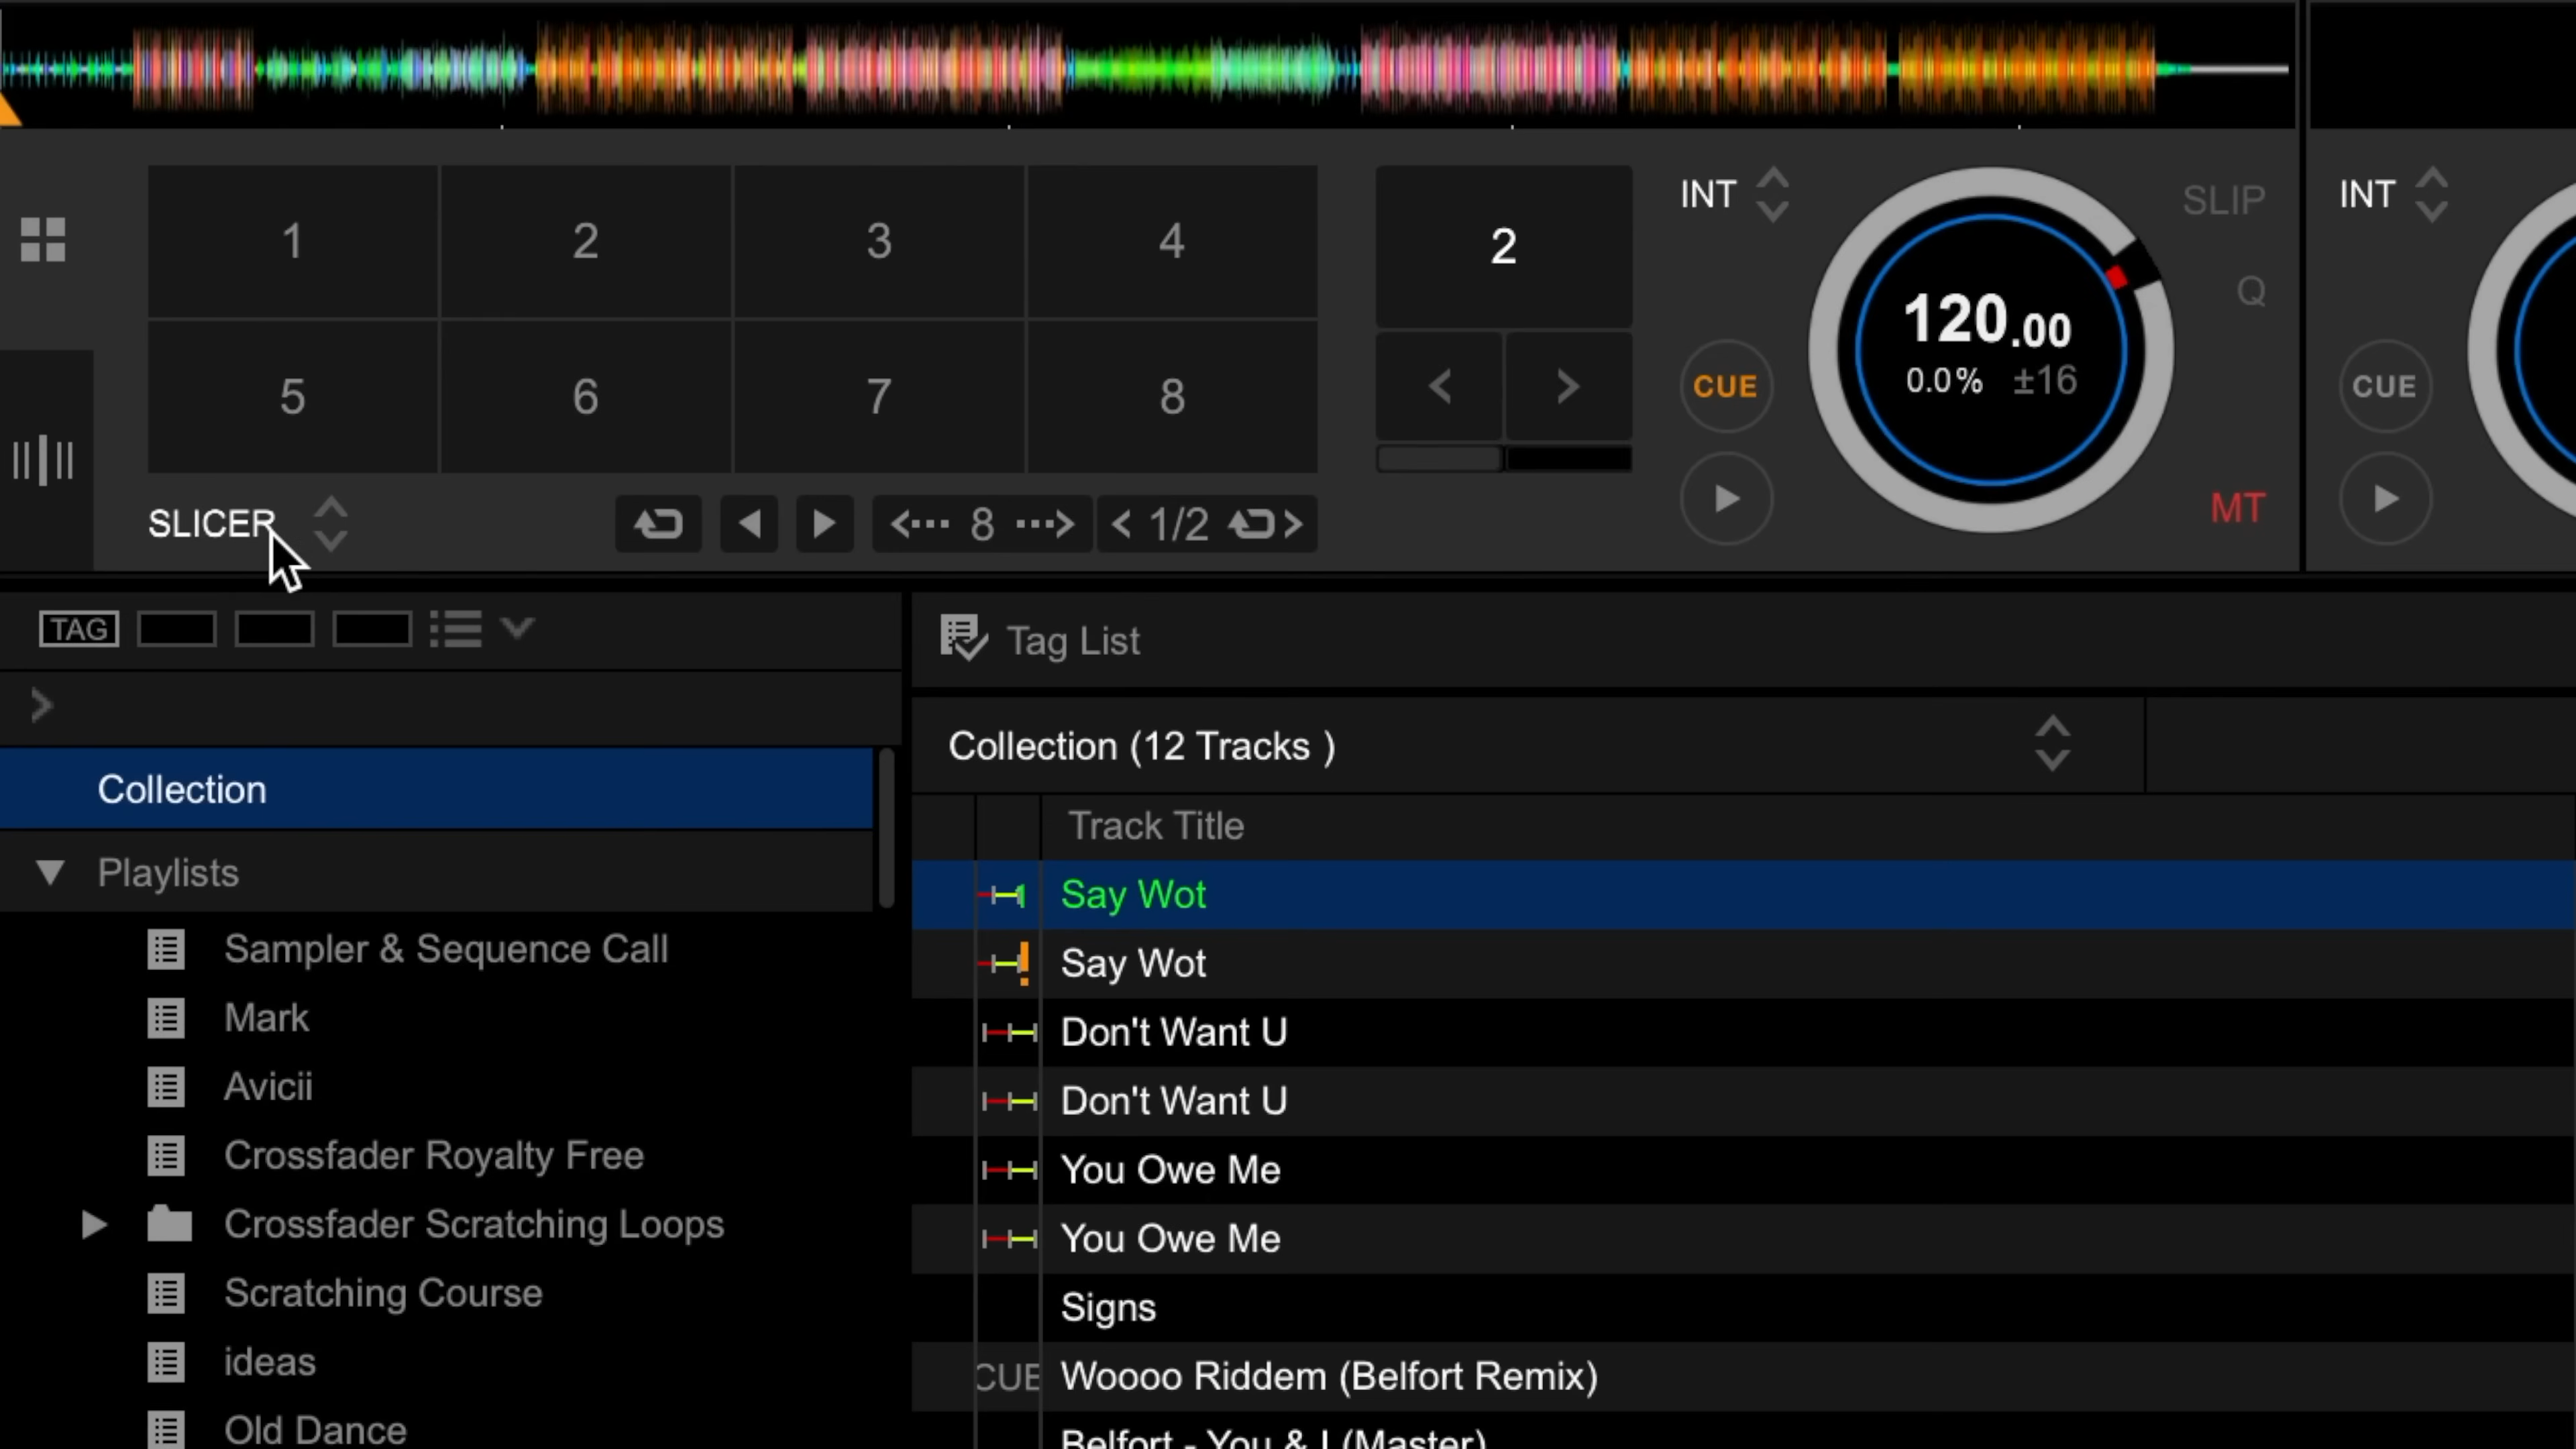 1 2 3 4
5 6 7 8
SLICER
8
1/2
2
INT
SLIP
Q
120.00
0.0% ±16
CUE
MT
INT
CUE
TAG
Tag List
Collection
Playlists
Sampler & Sequence Call
Mark
Avicii
Crossfader Royalty Free
Crossfader Scratching Loops
Scratching Course
ideas
Old Dance
Collection (12 Tracks )
Track Title
Say Wot
Say Wot
Don't Want U
Don't Want U
You Owe Me
You Owe Me
Signs
CUE Woooo Riddem (Belfort Remix)
Belfort - You & I (Master)